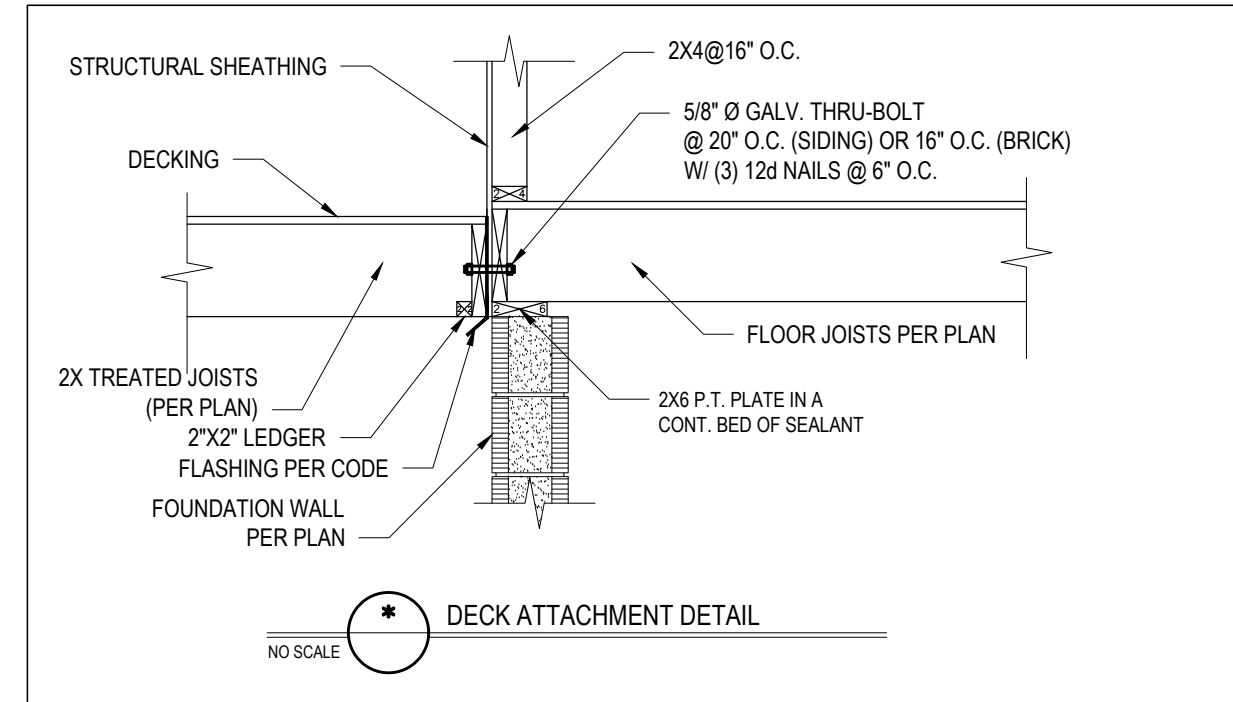 STRUCTURAL SHEATHING
2X4@16" O.C.
5/8" Ø GALV. THRU-BOLT
@ 20" O.C. (SIDING) OR 16" O.C. (BRICK)
W/ (3) 12d NAILS @ 6" O.C.
DECKING
2 4
2 2
2 6
FLOOR JOISTS PER PLAN
2X TREATED JOISTS
(PER PLAN)
2X6 P.T. PLATE IN A
CONT. BED OF SEALANT
2"X2" LEDGER
FLASHING PER CODE
FOUNDATION WALL
PER PLAN
*
DECK ATTACHMENT DETAIL
NO SCALE